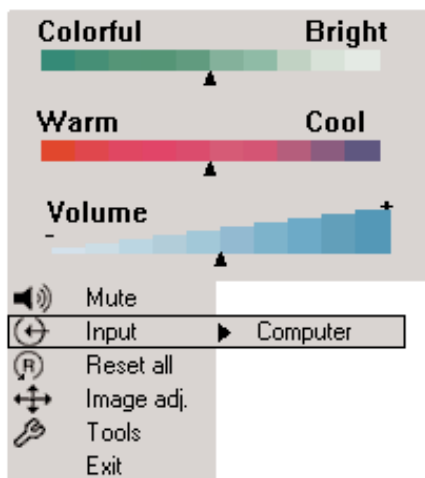 Colorful Bright
Warm Cool
Volume
- +
Mute
Input Computer
R Reset all
Image adj.
Tools
Exit